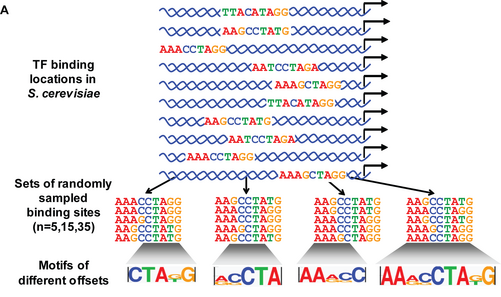 A
TTACATAGG
AAGCCTATG
AAACCTAGG
AATCCTAGA
AAAGCTAGG
TTACATAGG
AAGCCTATG
AATCCTAGA
AAACCTAGG
AAAGCTAGG
TF binding
locations in
S. cerevisiae
Sets of randomly
sampled
binding sites
(n=5,15,35)
AAACCTAGG AAGCCTATG AAAGCTAGG AAGCCTATG
AAACCTAGG AAGCCTATG AAAGCTAGG AAACCTAGG
AAAGCTAGG AAGCCTATG AAAGCTAGG AAAGCTAGG
AAGCCTATG AAGCCTATG AAAGCTAGG AAGCCTATG
AAACCTAGG AAGCCTATG AAAGCTAGG AAACCTAGG
Motifs of
different offsets